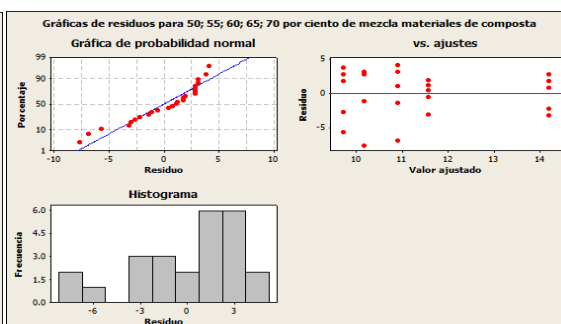 Gráficas de residuos para 50; 55; 60; 65; 70 por ciento de mezcla materiales de composta
Gráfica de probabilidad normal
99
90
50
10
1
Porcentaje
-10 -5 0 5 10
Residuo
vs. ajustes
5
0
-5
Residuo
10 11 12 13 14
Valor ajustado
Histograma
6.0
4.5
3.0
1.5
0.0
Frecuencia
-6 -3 0 3
Residuo